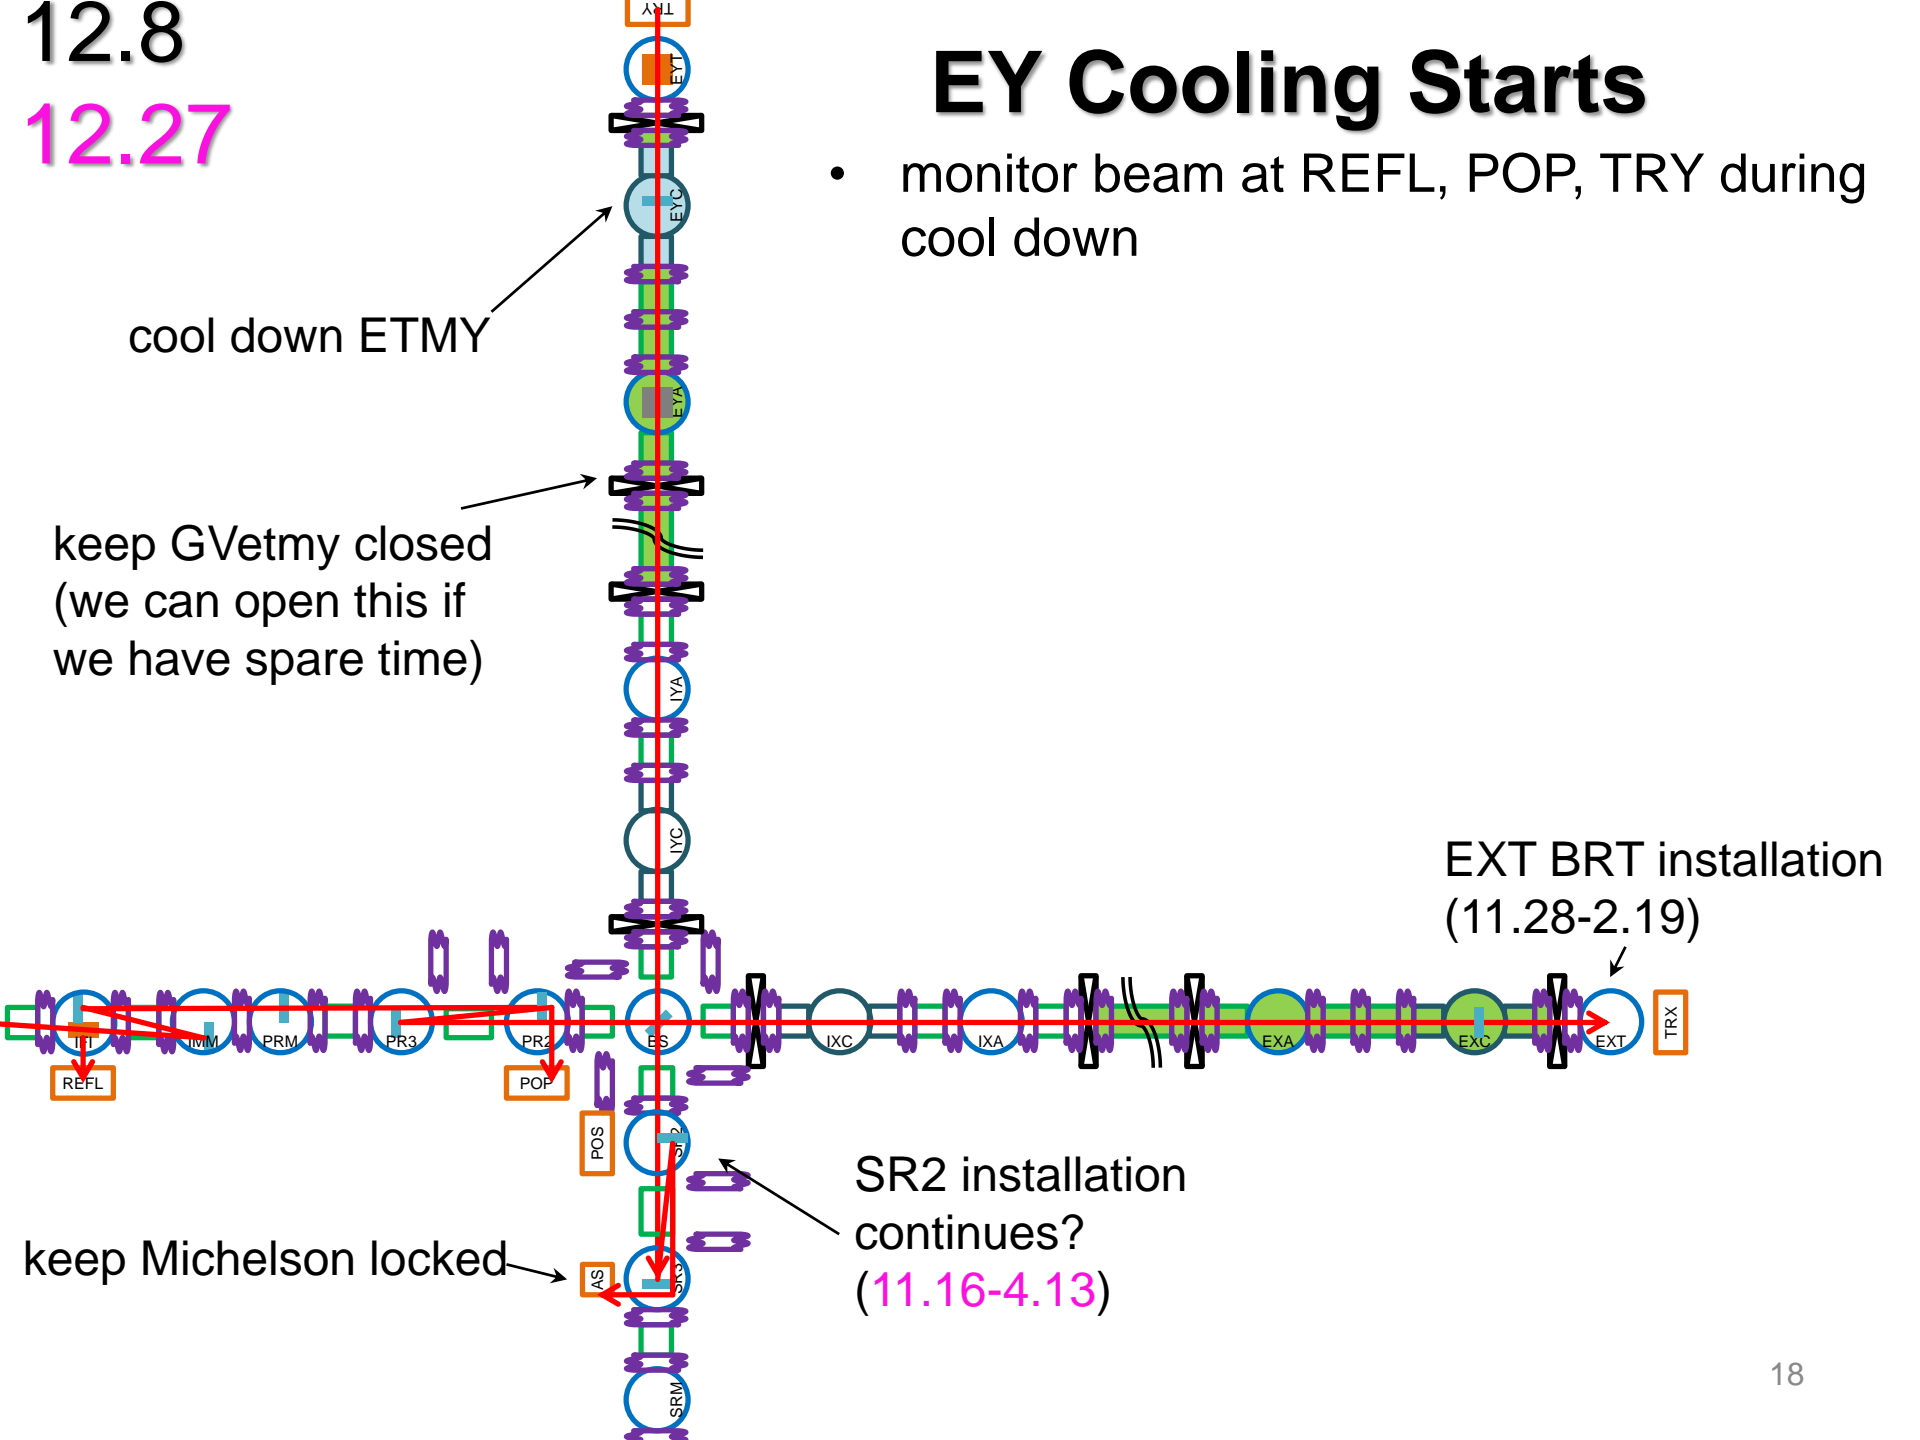 12.8
12.27
EY Cooling Starts
• monitor beam at REFL, POP, TRY during
cool down
TRY
EYT
EYC
cool down ETMY
EYA
keep GVetmy closed
(we can open this if
we have spare time)
IYA
IYC
EXT BRT installation
(11.28-2.19)
IFI
IMM
PRM
PR3
PR2
BS
IXC
IXA
EXA
EXC
EXT
TRX
REFL
POP
POS
SR2
SR2 installation
continues?
(11.16-4.13)
keep Michelson locked
AS
SR3
SRM
18